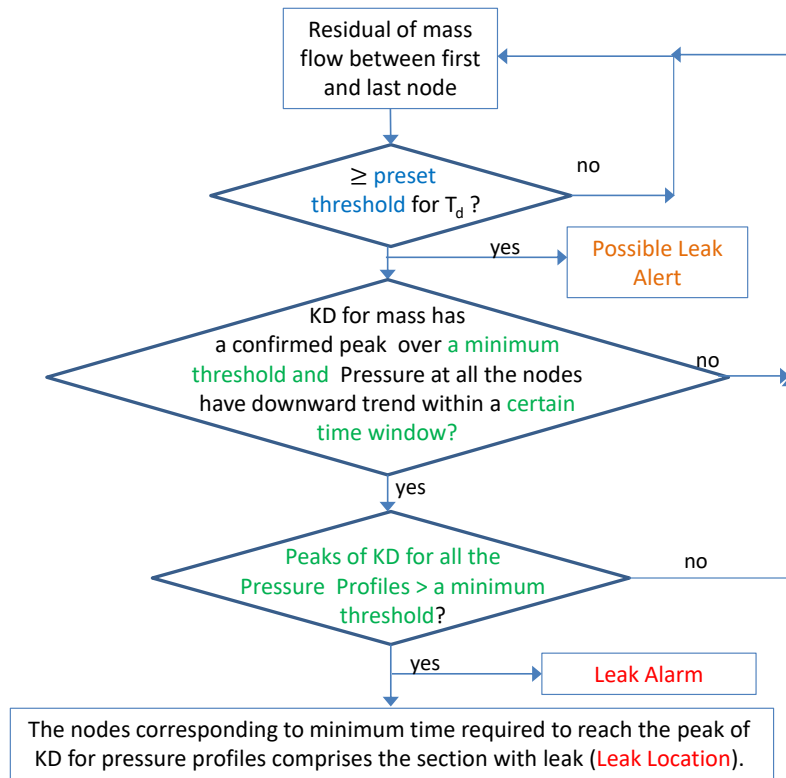 Residual of mass
flow between first
and last node
no
≥ preset
threshold for T_d ?
yes
Possible Leak
Alert
KD for mass has
a confirmed peak over a minimum
threshold and Pressure at all the nodes
have downward trend within a certain
time window?
no
yes
Peaks of KD for all the
Pressure Profiles > a minimum
threshold?
no
yes
Leak Alarm
The nodes corresponding to minimum time required to reach the peak of
KD for pressure profiles comprises the section with leak (Leak Location).